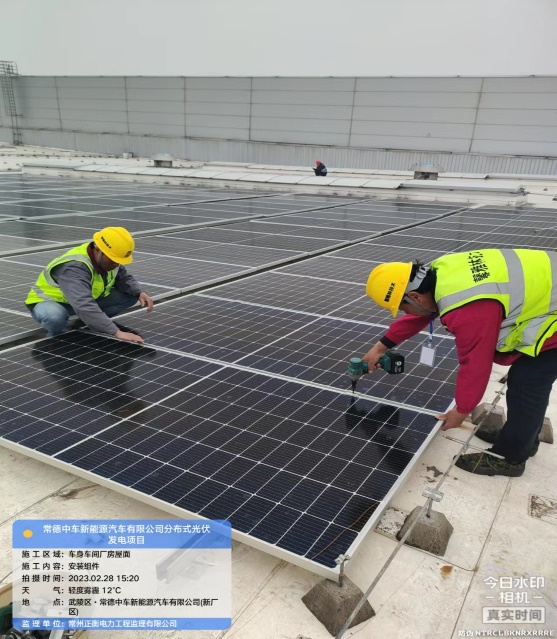 常德中车新能源汽车有限公司分布式光伏
发电项目
施工区域：车身车间厂房屋面
施工内容：安装组件
拍摄时间：2023.02.28 15:20
天 气：轻度雾霾 12℃
地 点：武陵区·常德中车新能源汽车有限公司(新厂
区)
监理单位：常州正衡电力工程监理有限公司
今日水印
相机
真实时间
防伪 NTRCLBKNRXRRRE